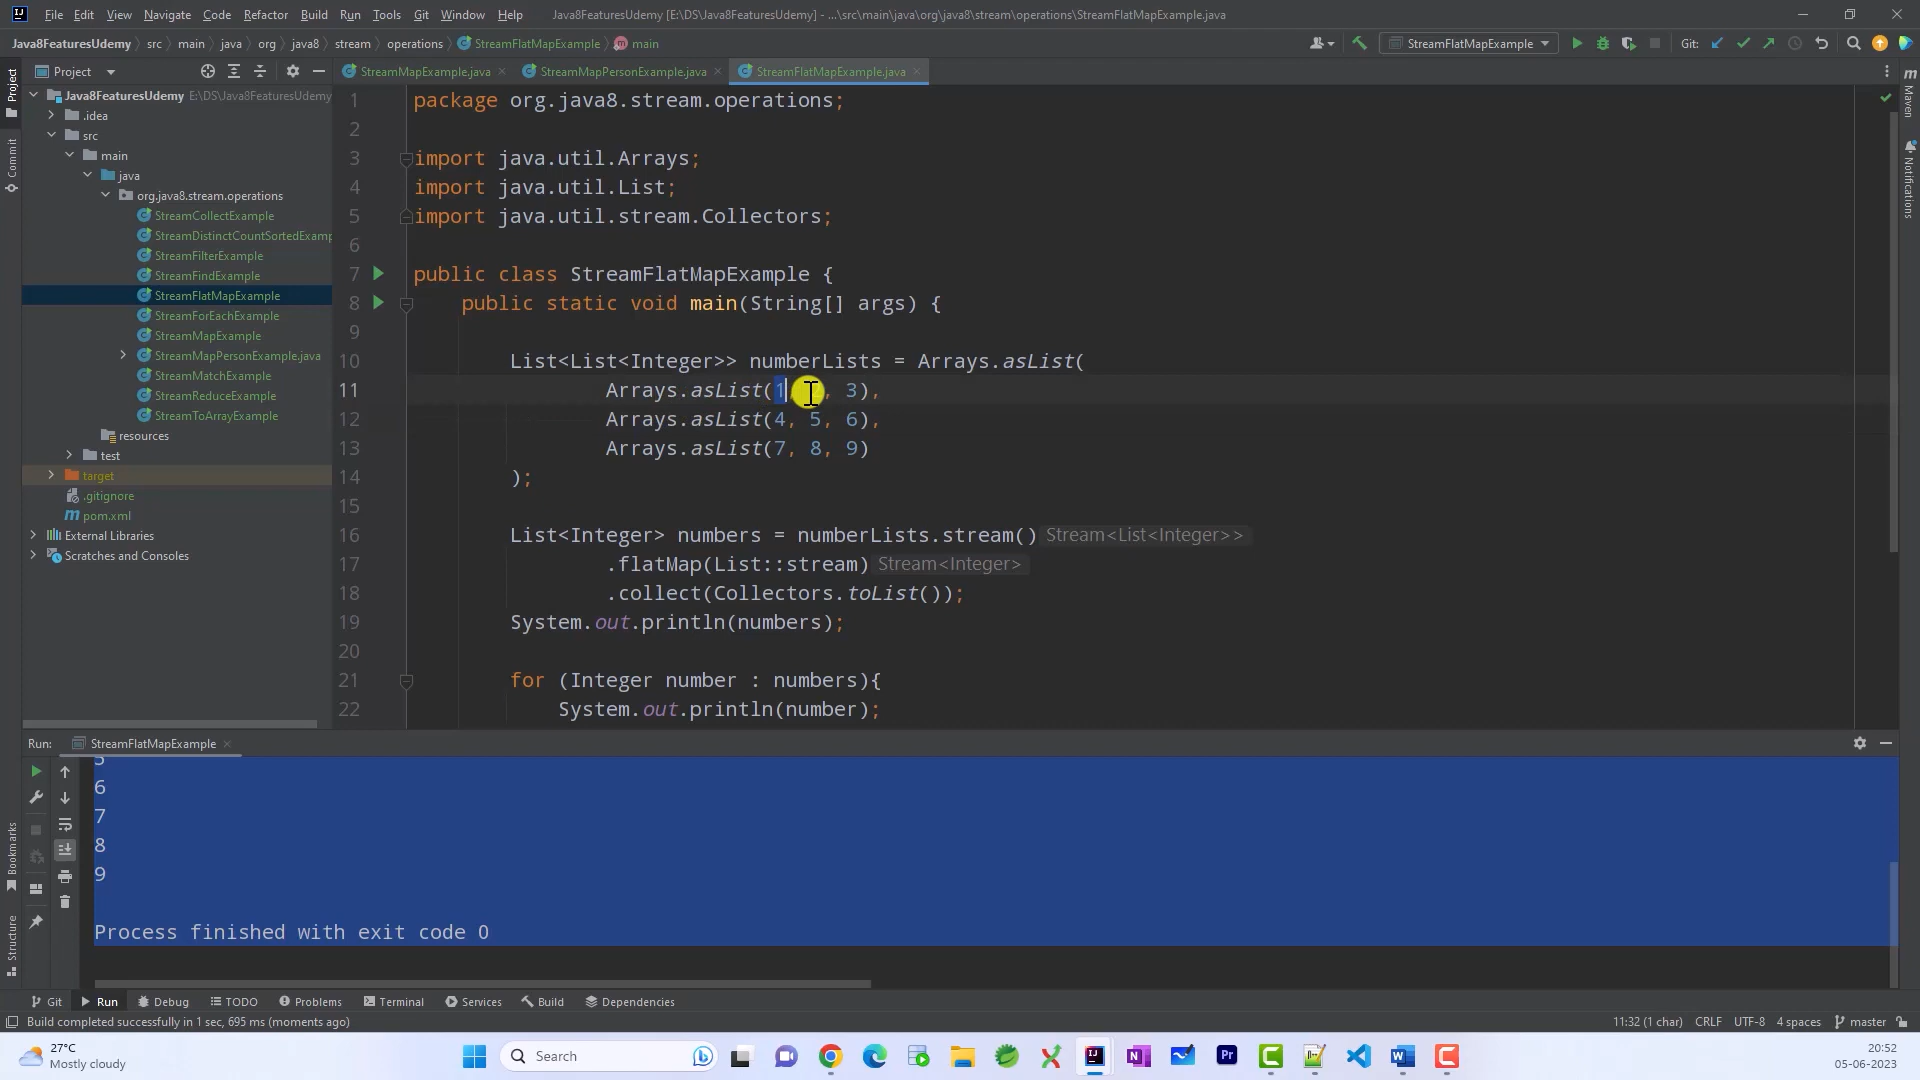 File Edit View Navigate Code Refactor Build Run Tools Git Window Help Java8FeaturesUdemy [E:\DS\Java8FeaturesUdemy] - ...\src\main\java\org\java8\stream\operations\StreamFlatMapExample.java
Java8FeaturesUdemy src main java org java8 stream operations StreamFlatMapExample main StreamFlatMapExample Git:
Project StreamMapExample.java StreamMapPersonExample.java StreamFlatMapExample.java
Project
Commit
Bookmarks
Structure
Maven
Notifications
Java8FeaturesUdemy E:\DS\Java8FeaturesUdemy
.idea
src
main
java
org.java8.stream.operations
StreamCollectExample
StreamDistinctCountSortedExamp
StreamFilterExample
StreamFindExample
StreamFlatMapExample
StreamForEachExample
StreamMapExample
StreamMapPersonExample.java
StreamMatchExample
StreamReduceExample
StreamToArrayExample
resources
test
target
.gitignore
pom.xml
External Libraries
Scratches and Consoles
1 package org.java8.stream.operations;
2
3 import java.util.Arrays;
4 import java.util.List;
5 import java.util.stream.Collectors;
6
7 public class StreamFlatMapExample {
8 public static void main(String[] args) {
9
10 List<List<Integer>> numberLists = Arrays.asList(
11 Arrays.asList(1, 2, 3),
12 Arrays.asList(4, 5, 6),
13 Arrays.asList(7, 8, 9)
14 );
15
16 List<Integer> numbers = numberLists.stream() Stream<List<Integer>>
17 .flatMap(List::stream) Stream<Integer>
18 .collect(Collectors.toList());
19 System.out.println(numbers);
20
21 for (Integer number : numbers){
22 System.out.println(number);
Run: StreamFlatMapExample
5
6
7
8
9
Process finished with exit code 0
Git Run Debug TODO Problems Terminal Services Build Dependencies
Build completed successfully in 1 sec, 695 ms (moments ago) 11:32 (1 char) CRLF UTF-8 4 spaces master
27°C
Mostly cloudy
Search
20:52
05-06-2023